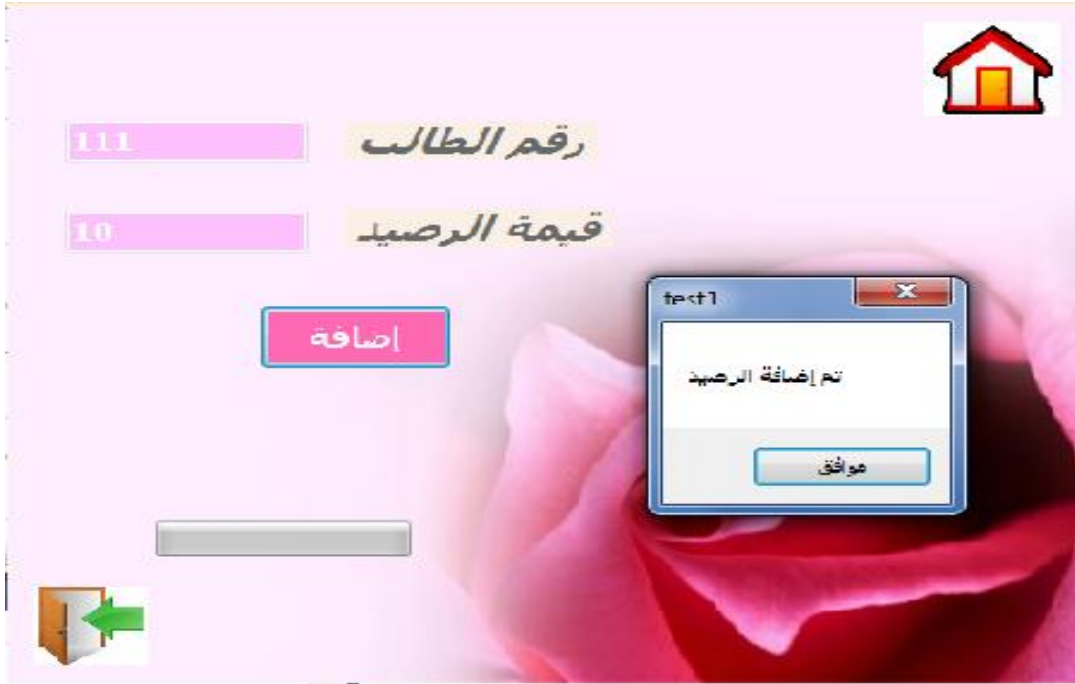 رقم الطالب 111
قيمة الرصيد 10
إضافة
test1
تم إضافة الرصيد
موافق